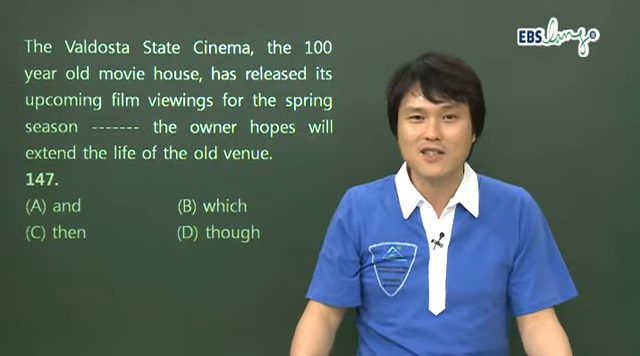 EBSlang
The Valdosta State Cinema, the 100
year old movie house, has released its
upcoming film viewings for the spring
season ------- the owner hopes will
extend the life of the old venue.
147.
(A) and (B) which
(C) then (D) though